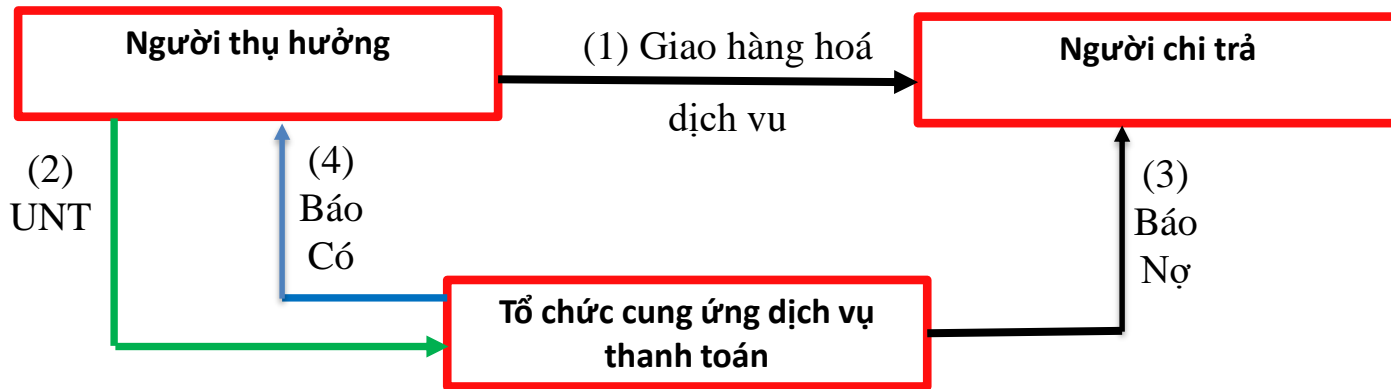 Người thụ hưởng
(1) Giao hàng hoá
dịch vu
Người chi trả
(2)
UNT
(4)
Báo
Có
(3)
Báo
Nợ
Tổ chức cung ứng dịch vụ
thanh toán